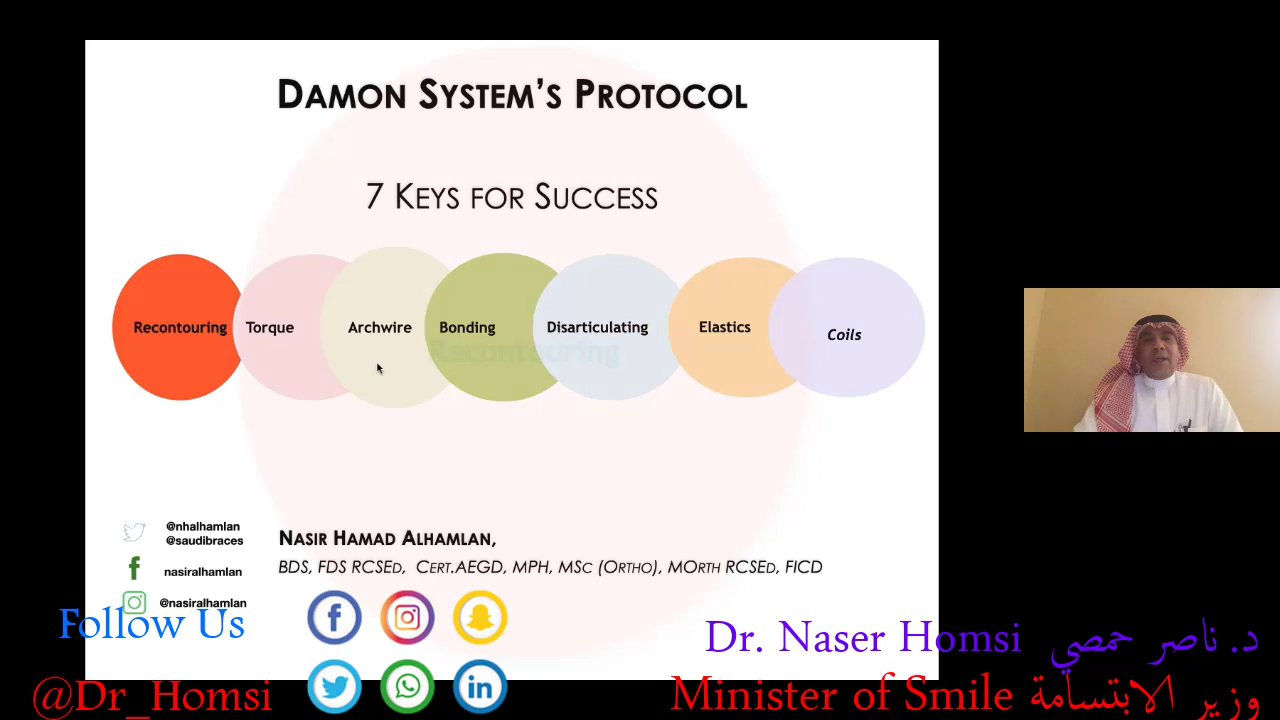 DAMON SYSTEM'S PROTOCOL
7 KEYS FOR SUCCESS
Recontouring Torque Archwire Bonding Disarticulating Elastics Coils
Recontouring
@nhalhamlan
@saudibraces
nasiralhamlan
@nasiralhamlan
NASIR HAMAD ALHAMLAN,
BDS, FDS RCSED, CERT.AEGD, MPH, MSC (ORTHO), MORTH RCSED, FICD
Follow Us
@Dr_Homsi
Dr. Naser Homsi د. ناصر حمصي
Minister of Smile وزير الابتسامة